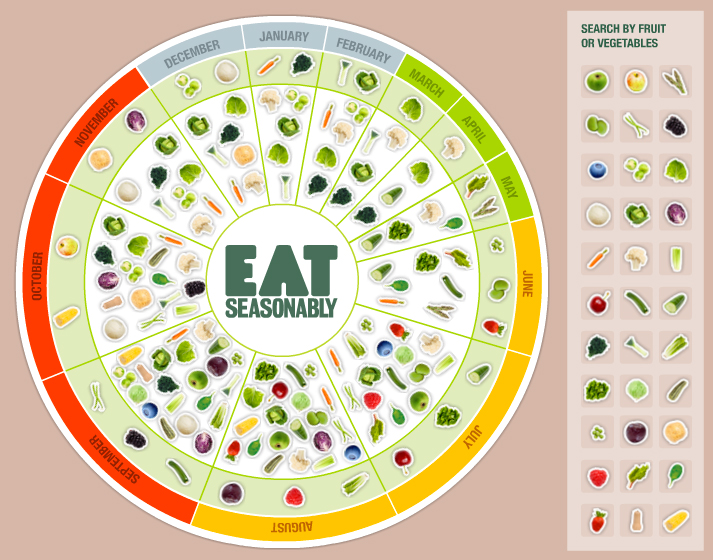 DECEMBER
JANUARY
FEBRUARY
MARCH
APRIL
MAY
JUNE
JULY
AUGUST
SEPTEMBER
OCTOBER
NOVEMBER
EAT
SEASONABLY
SEARCH BY FRUIT
OR VEGETABLES